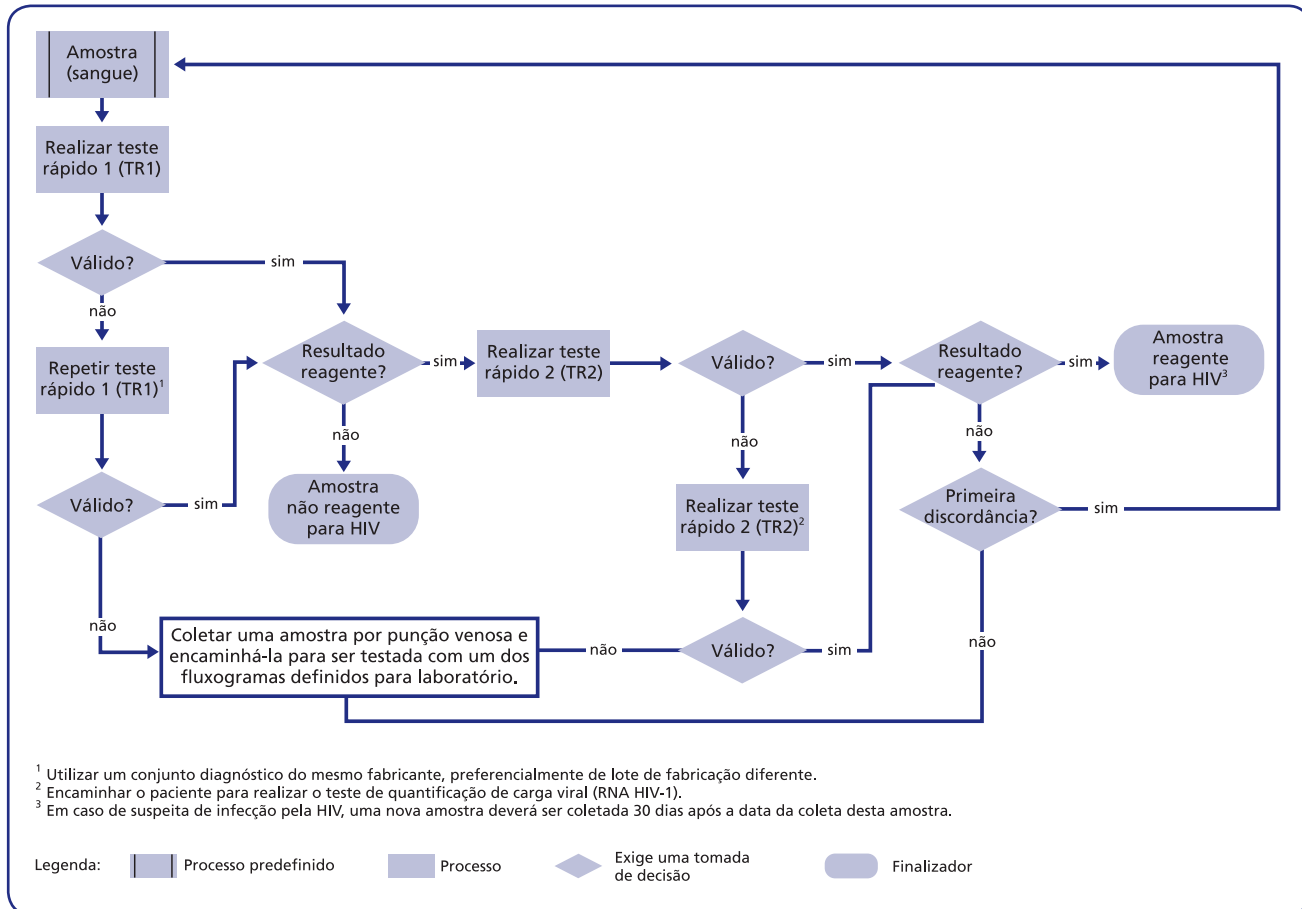 Amostra
(sangue)
Realizar teste
rápido 1 (TR1)
Válido?
sim
não
Repetir teste
rápido 1 (TR1)¹
Válido?
sim
não
Resultado
reagente?
sim
não
Amostra
não reagente
para HIV
Realizar teste
rápido 2 (TR2)
Válido?
sim
não
Realizar teste
rápido 2 (TR2)²
Válido?
sim
não
Resultado
reagente?
sim
não
Amostra
reagente
para HIV³
Primeira
discordância?
sim
não
Coletar uma amostra por punção venosa e
encaminhá-la para ser testada com um dos
fluxogramas definidos para laboratório.
¹ Utilizar um conjunto diagnóstico do mesmo fabricante, preferencialmente de lote de fabricação diferente.
² Encaminhar o paciente para realizar o teste de quantificação de carga viral (RNA HIV-1).
³ Em caso de suspeita de infecção pela HIV, uma nova amostra deverá ser coletada 30 dias após a data da coleta desta amostra.
Legenda:
Processo predefinido
Processo
Exige uma tomada
de decisão
Finalizador